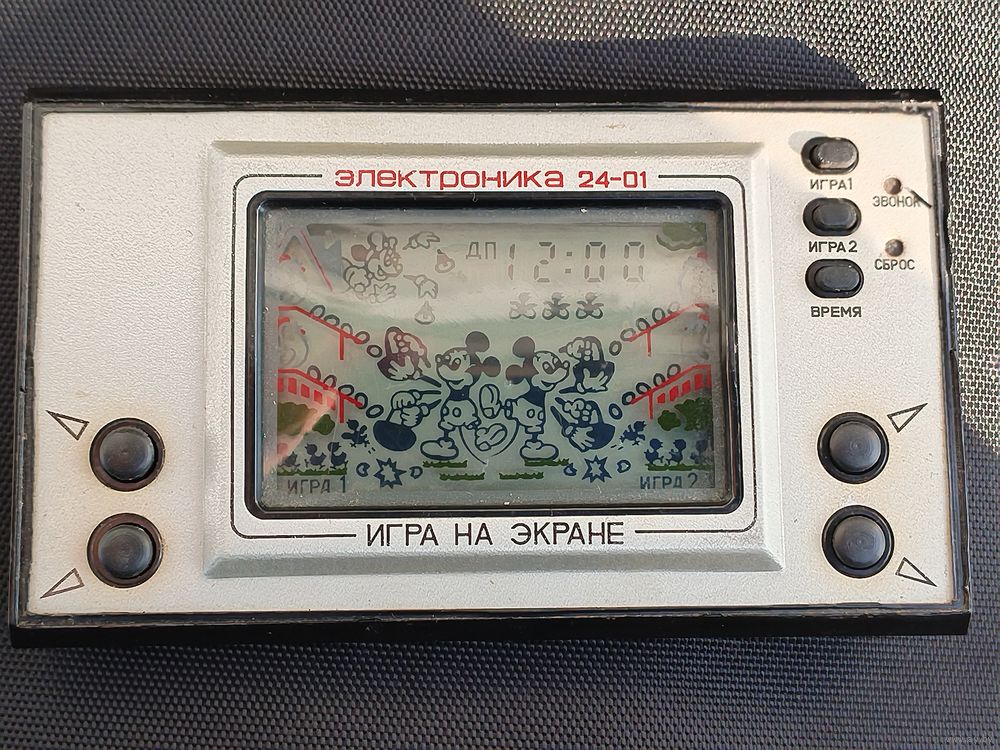 электроника 24-01
ИГРА1
ЗВОНОК
ИГРА 2
СБРОС
ВРЕМЯ
ДП 12:00
ИГРА 1
ИГРА 2
ИГРА НА ЭКРАНЕ